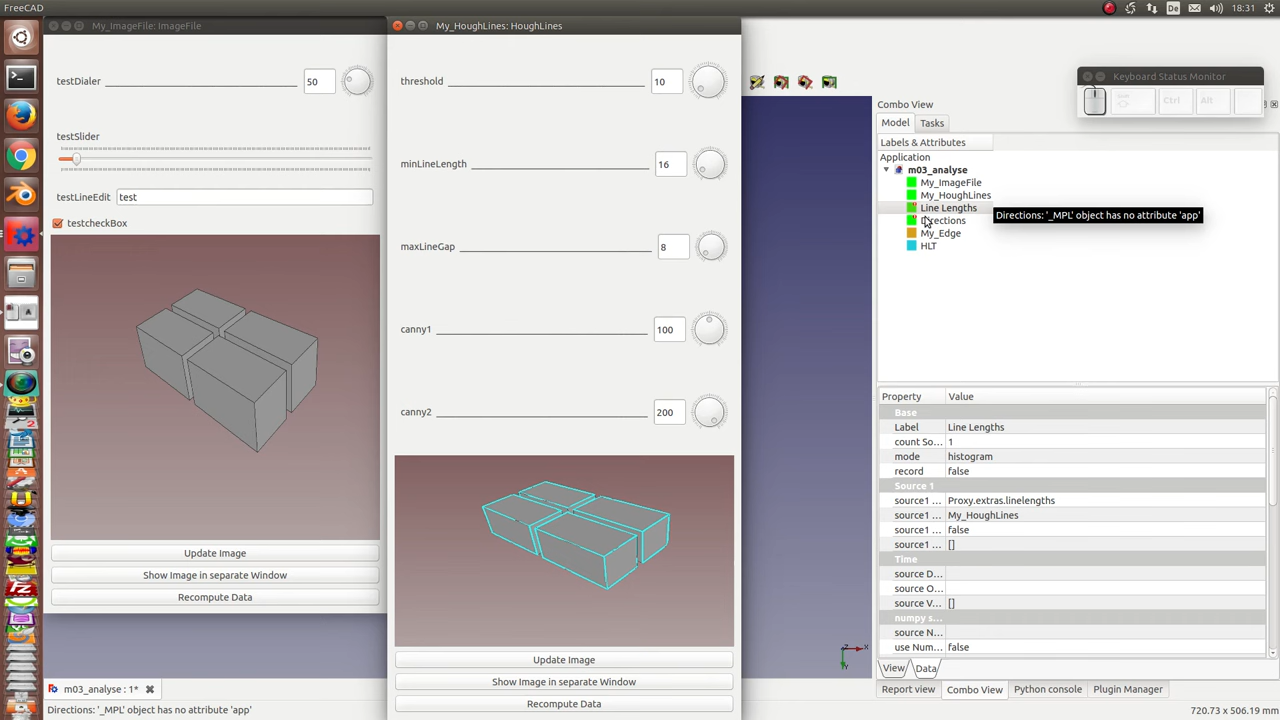 FreeCAD
De
18:31
My_ImageFile: ImageFile
testDialer
50
testSlider
testLineEdit
test
testcheckBox
Update Image
Show Image in separate Window
Recompute Data
My_HoughLines: HoughLines
threshold
10
minLineLength
16
maxLineGap
8
canny1
100
canny2
200
Update Image
Show Image in separate Window
Recompute Data
Keyboard Status Monitor
Ctrl
Alt
Combo View
Model
Tasks
Labels & Attributes
Application
m03_analyse
My_ImageFile
My_HoughLines
Line Lengths
Directions
My_Edge
HLT
Directions: '_MPL' object has no attribute 'app'
Property Value
Base
Label Line Lengths
count So... 1
mode histogram
record false
Source 1
source1 ... Proxy.extras.linelengths
source1 ... My_HoughLines
source1 ... false
source1 ... []
Time
source D...
source O...
source V... []
numpy s...
source N...
use Num... false
View
Data
Report view
Combo View
Python console
Plugin Manager
m03_analyse : 1*
Directions: '_MPL' object has no attribute 'app'
720.73 x 506.19 mm